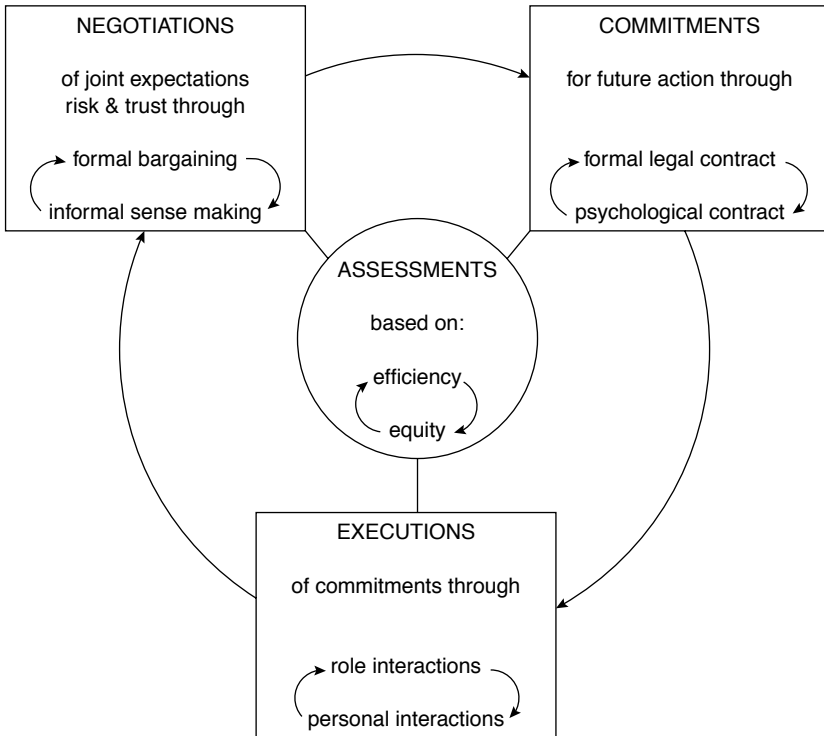 NEGOTIATIONS
of joint expectations
risk & trust through
formal bargaining
informal sense making
COMMITMENTS
for future action through
formal legal contract
psychological contract
ASSESSMENTS
based on:
efficiency
equity
EXECUTIONS
of commitments through
role interactions
personal interactions